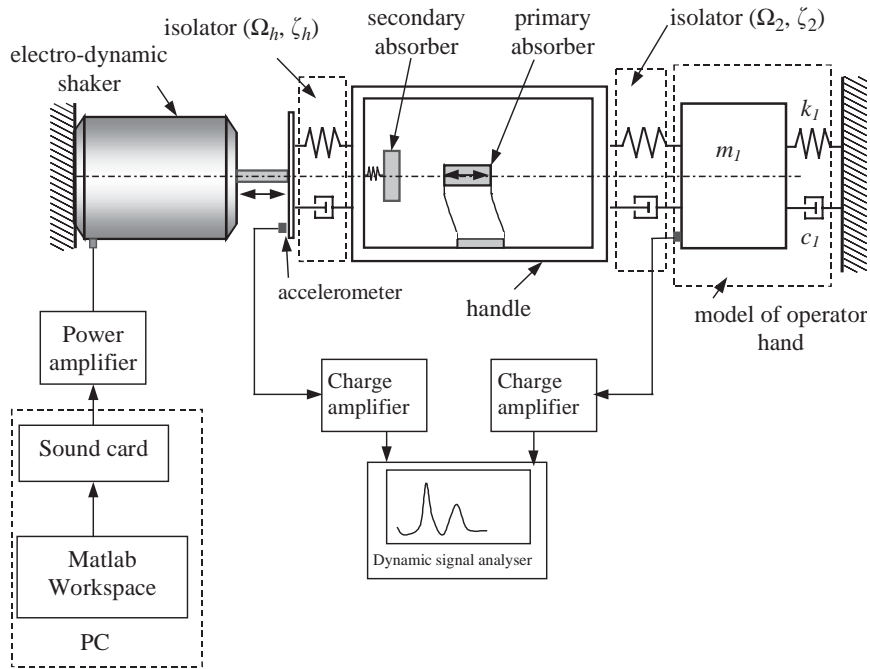 isolator (Ωh, ζh)
secondary
absorber
primary
absorber
isolator (Ω2, ζ2)
electro-dynamic
shaker
k1
m1
c1
accelerometer
handle
model of operator
hand
Power
amplifier
Charge
amplifier
Charge
amplifier
Sound card
Dynamic signal analyser
Matlab
Workspace
PC